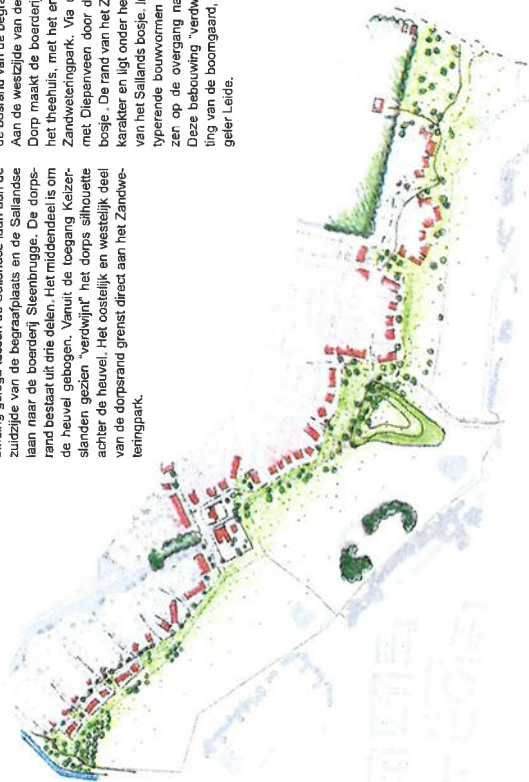 zuidzijde van de begraafplaats en de Sallandse
laan naar de boerderij Steenbrugge. De dorps-
rand bestaat uit drie delen. Het middendeel is om
de heuvel gebogen. Vanuit de toegang Keizer-
slanden gezien "verdwijnt" het dorps silhouette
achter de heuvel. Het oostelijk en westelijk deel
van de dorpsrand grenst direct aan het Zandwe-
teringpark.
de bosrand van de begra
Aan de westzijde van de
Dorp maakt de boerderij
het theehuis, met het er
Zandweteringpark. Via
met Diepenveen door d
bosje. De rand van het Z
karakter en ligt onder he
van het Sallands bosje. I
typerende bouwvormen
zen op de overgang na
Deze bebouwing "verdw
ting van de boomgaard,
geler Leide.